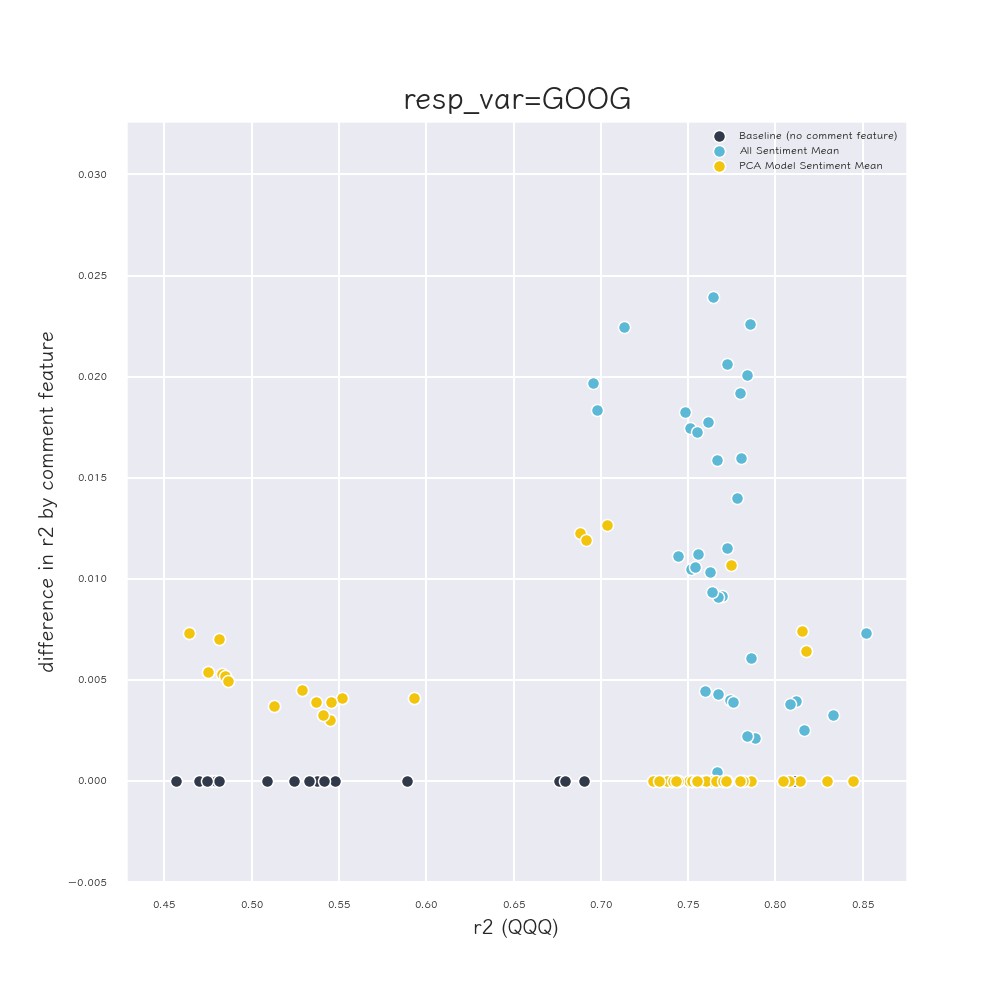 resp_var=GOOG
Baseline (no comment feature)
All Sentiment Mean
PCA Model Sentiment Mean
difference in r2 by comment feature
0.030
0.025
0.020
0.015
0.010
0.005
0.000
−0.005
0.45 0.50 0.55 0.60 0.65 0.70 0.75 0.80 0.85
r2 (QQQ)